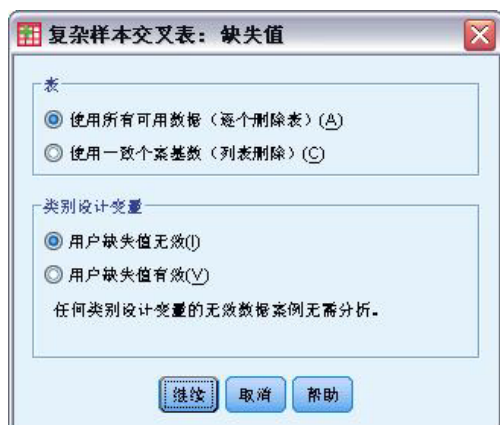 复杂样本交叉表：缺失值
表
使用所有可用数据（逐个删除表）(A)
使用一致个案基数（列表删除）(C)
类别设计变量
用户缺失值无效(I)
用户缺失值有效(V)
任何类别设计变量的无效数据案例无需分析。
继续 取消 帮助